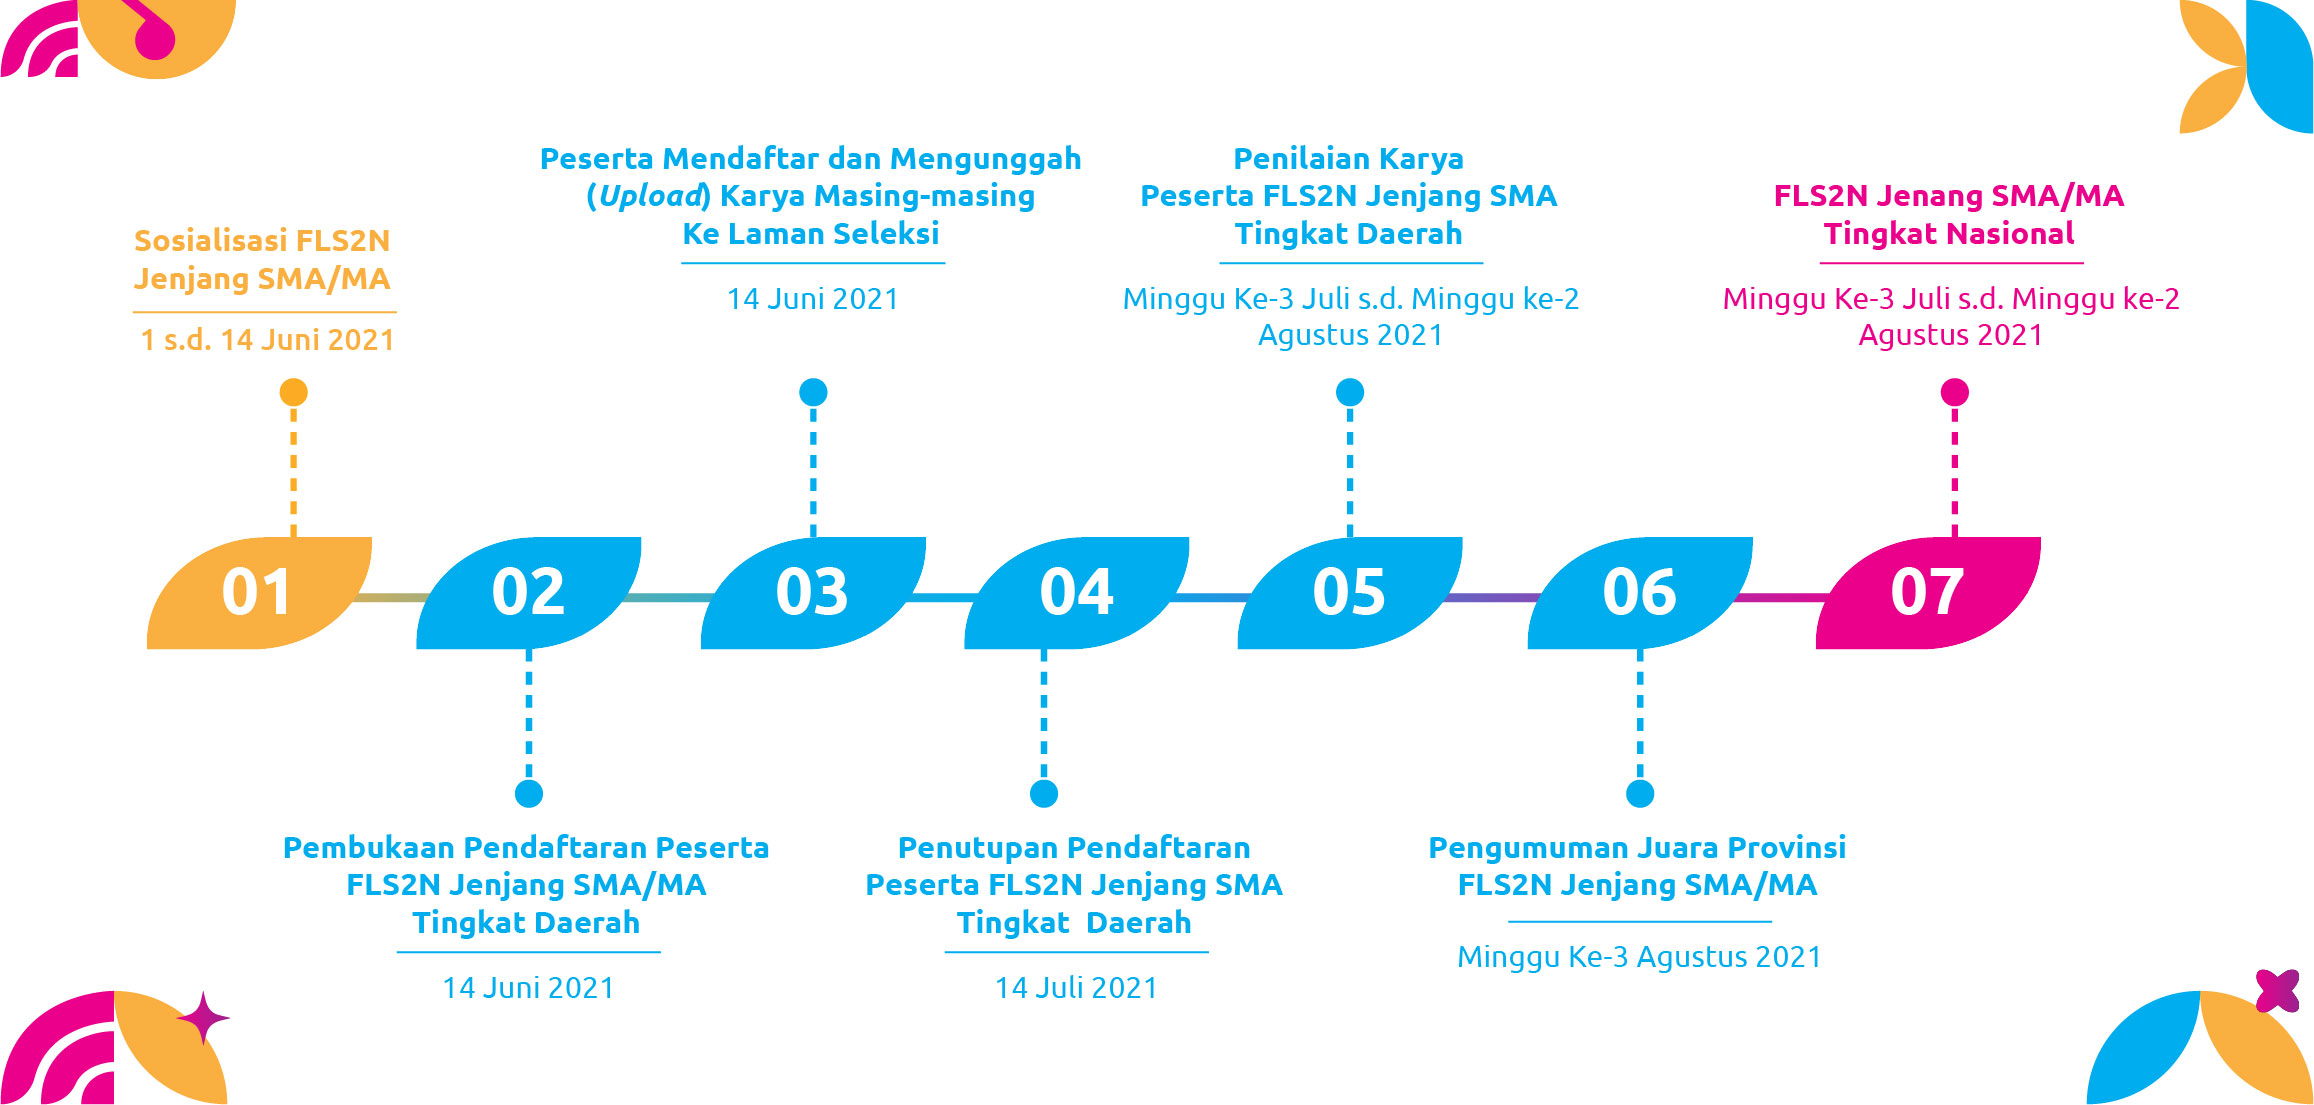 Sosialisasi FLS2N
Jenjang SMA/MA
1 s.d. 14 Juni 2021
Peserta Mendaftar dan Mengunggah
(Upload) Karya Masing-masing
Ke Laman Seleksi
14 Juni 2021
Penilaian Karya
Peserta FLS2N Jenjang SMA
Tingkat Daerah
Minggu Ke-3 Juli s.d. Minggu ke-2
Agustus 2021
FLS2N Jenang SMA/MA
Tingkat Nasional
Minggu Ke-3 Juli s.d. Minggu ke-2
Agustus 2021
01
02
03
04
05
06
07
Pembukaan Pendaftaran Peserta
FLS2N Jenjang SMA/MA
Tingkat Daerah
14 Juni 2021
Penutupan Pendaftaran
Peserta FLS2N Jenjang SMA
Tingkat Daerah
14 Juli 2021
Pengumuman Juara Provinsi
FLS2N Jenjang SMA/MA
Minggu Ke-3 Agustus 2021